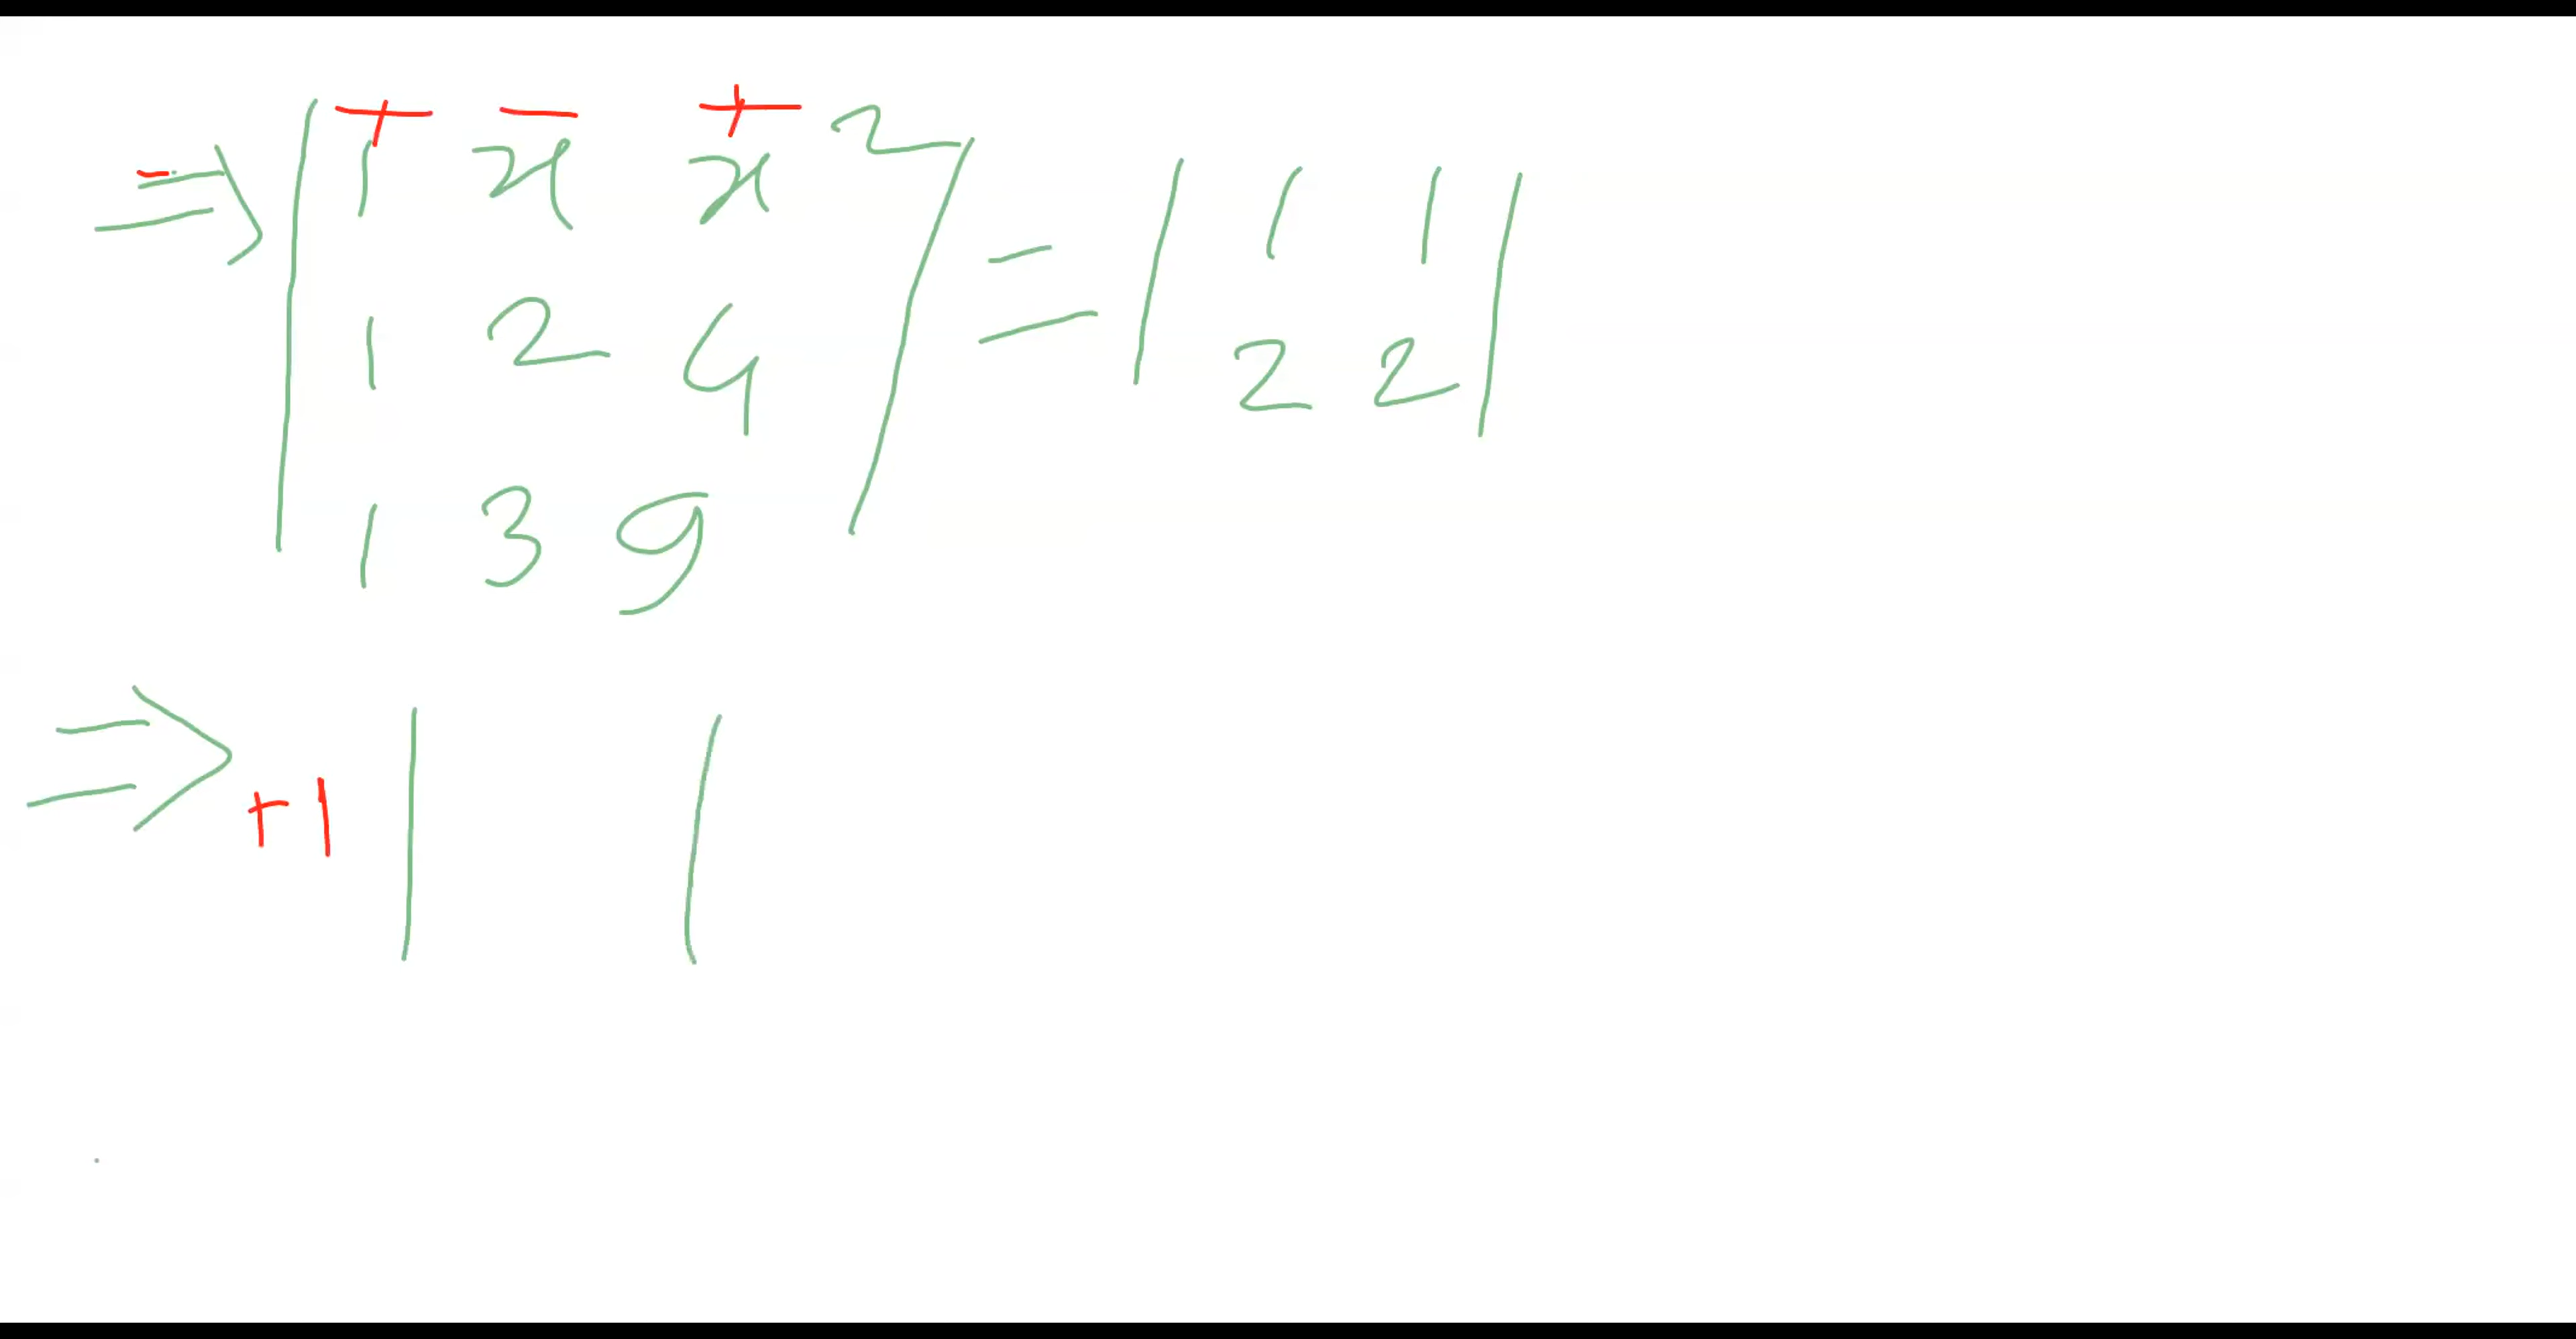 + - +
⇒ | 1 x x² | = | 1 1 |
| 1 2 4 | | 2 2 |
| 1 3 9 |
⇒ +1 | |